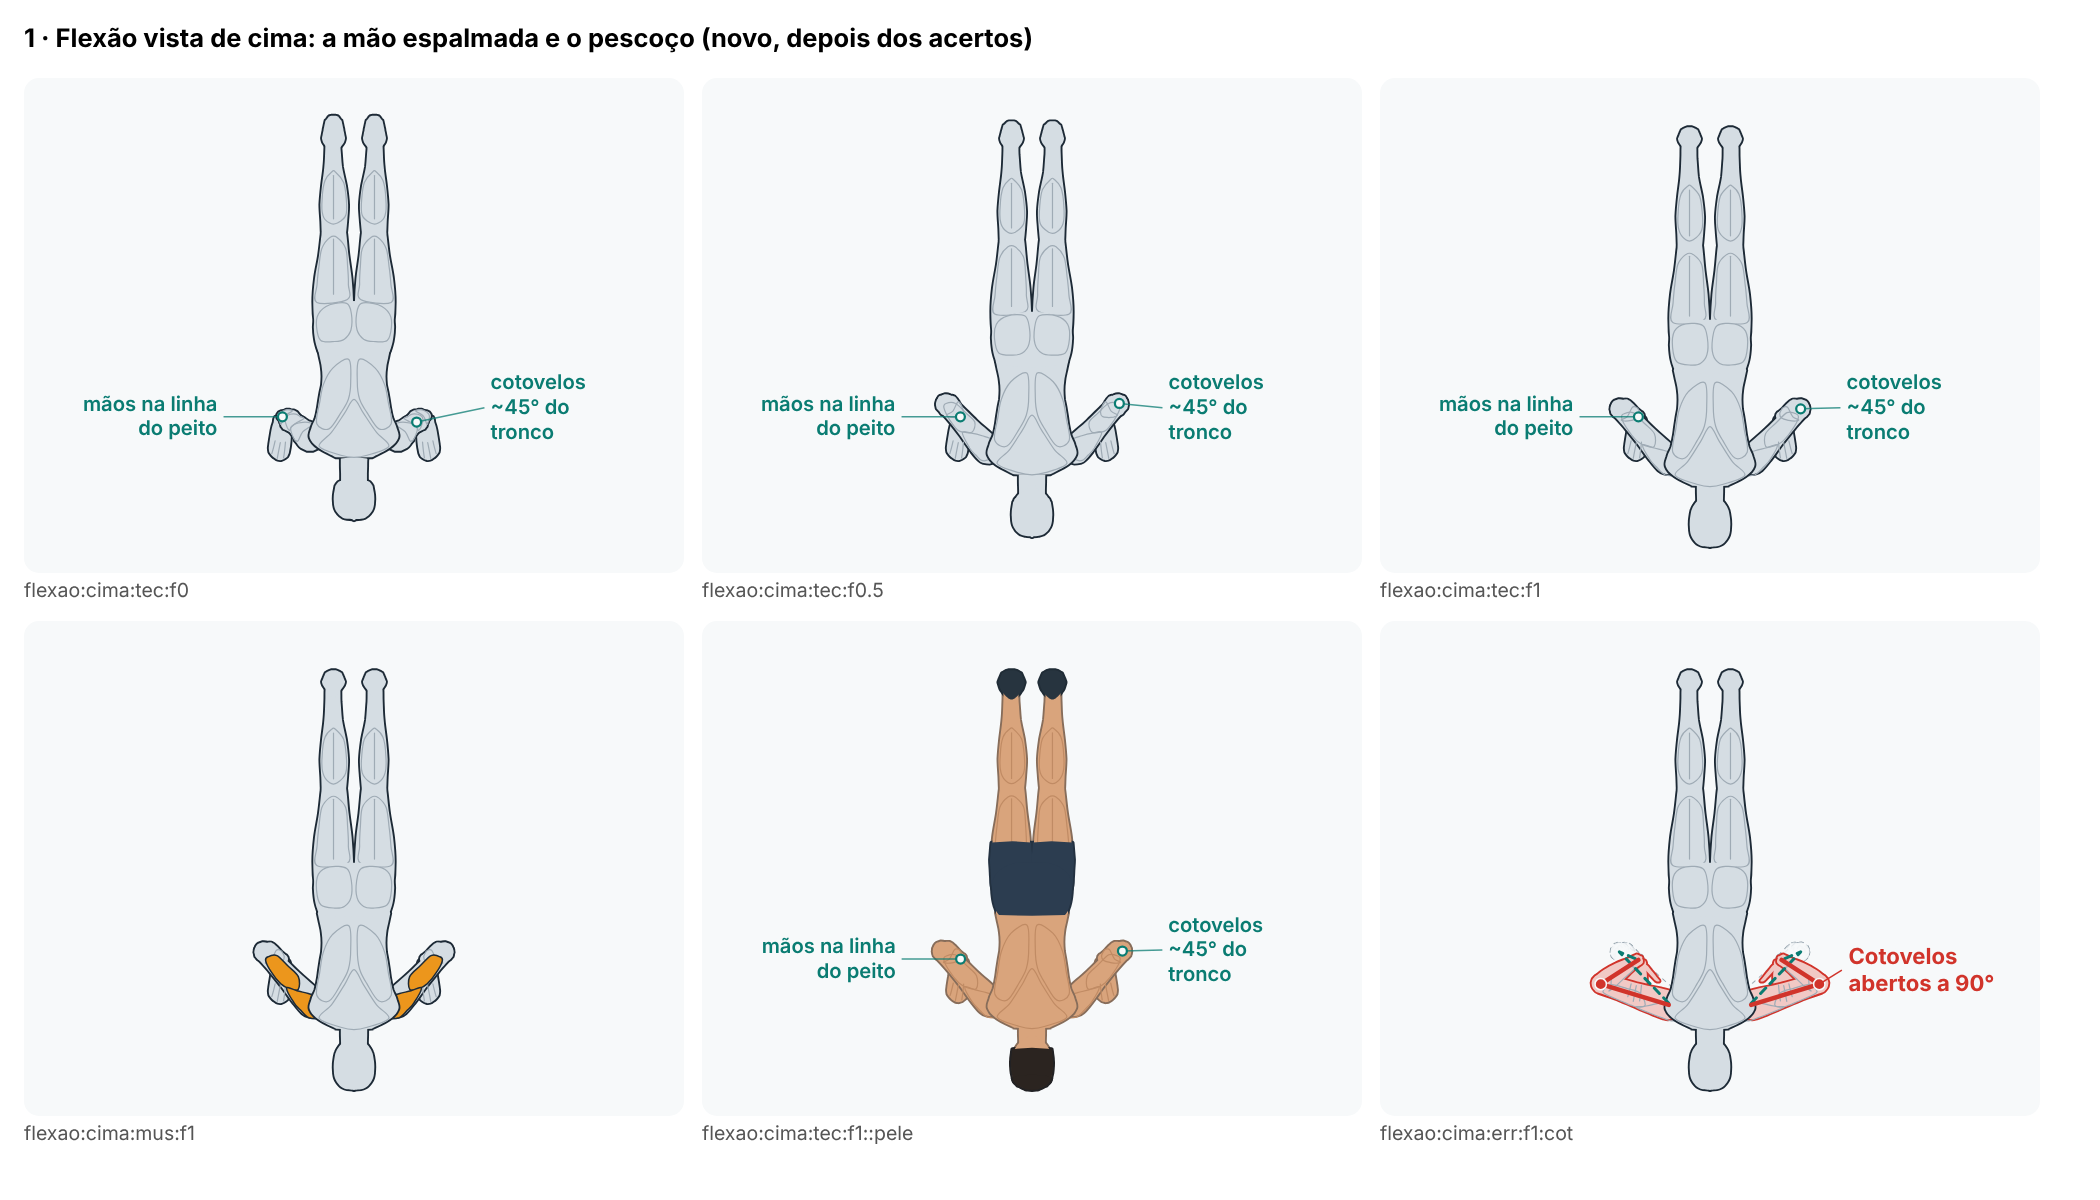 1 · Flexão vista de cima: a mão espalmada e o pescoço (novo, depois dos acertos)
mãos na linha
do peito
cotovelos
~45° do
tronco
flexao:cima:tec:f0
mãos na linha
do peito
cotovelos
~45° do
tronco
flexao:cima:tec:f0.5
mãos na linha
do peito
cotovelos
~45° do
tronco
flexao:cima:tec:f1
flexao:cima:mus:f1
mãos na linha
do peito
cotovelos
~45° do
tronco
flexao:cima:tec:f1::pele
Cotovelos
abertos a 90°
flexao:cima:err:f1:cot